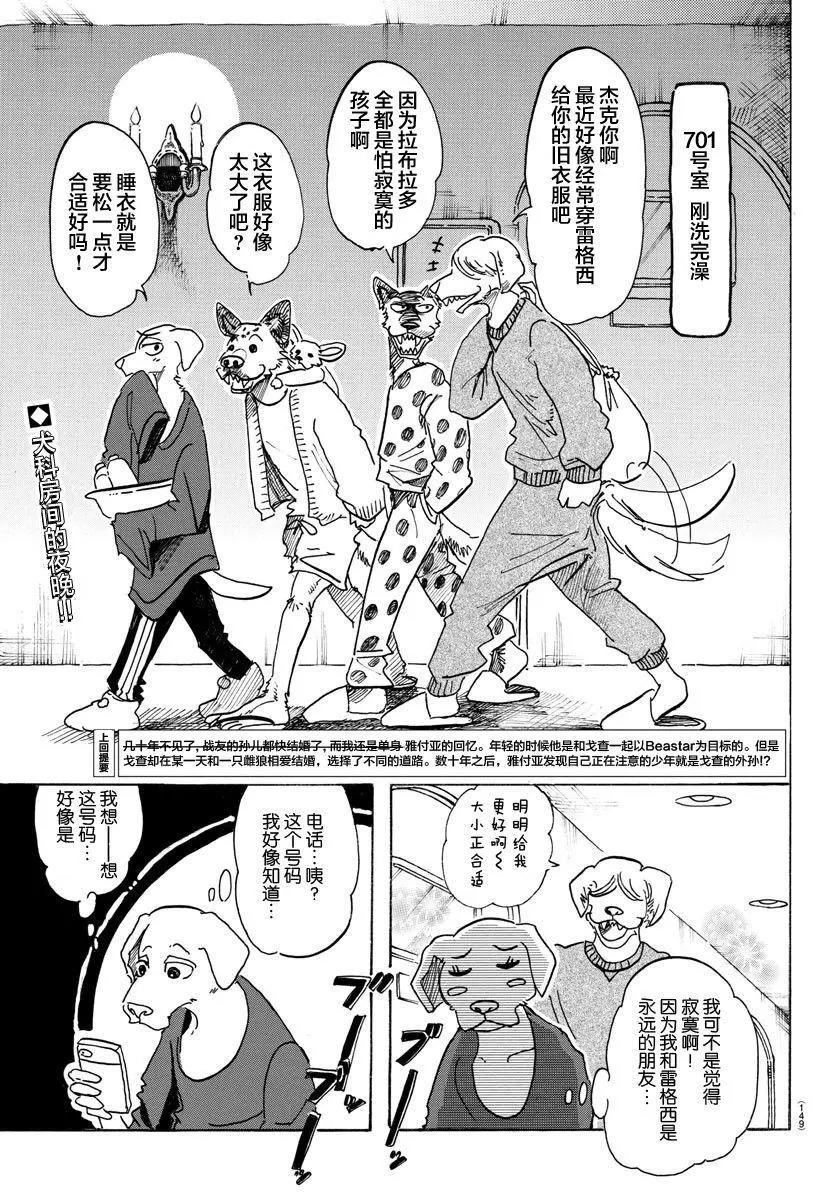 701
号室 刚洗完澡
杰克你啊
最近好像经常穿雷格西
给你的旧衣服吧
因为拉布拉多
全都是怕寂寞的
孩子啊
这衣服好像
太大了吧？
睡衣就是
要松一点才
合适好吗！
◆犬科房间的夜晚!!
上回提要
几十年不见了，战友的孙儿都快结婚了，而我还是单身 雅付亚的回忆。年轻的时候他是和戈查一起以Beastar为目标的。但是
戈查却在某一天和一只雌狼相爱结婚，选择了不同的道路。数十年之后，雅付亚发现自己正在注意的少年就是戈查的外孙!?
明明给我
更好啊～
大小正合适
我可不是觉得
寂寞啊！
因为我和雷格西是
永远的朋友…
电话…咦？
这个号码
我好像知道…
我想——想
这号码…
好像是
ブブブ
ブブ
(149)